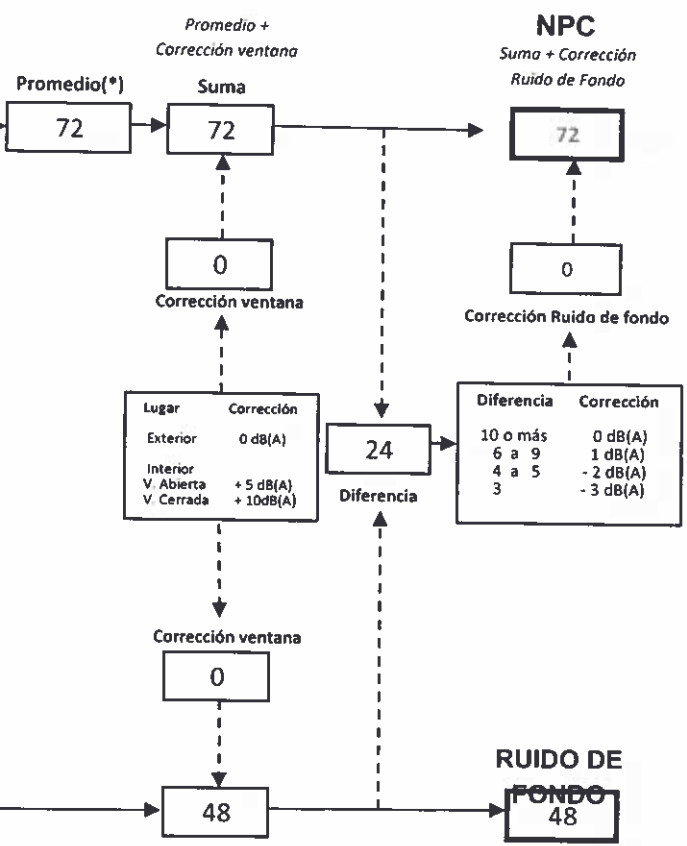 Promedio +
Corrección ventana
NPC
Suma + Corrección
Ruido de Fondo
Promedio(*)
Suma
72
72
72
0
Corrección ventana
0
Corrección Ruido de fondo
Lugar Corrección
Exterior 0 dB(A)
Interior
V. Abierta + 5 dB(A)
V. Cerrada + 10dB(A)
24
Diferencia
Diferencia Corrección
10 o más 0 dB(A)
6 a 9 1 dB(A)
4 a 5 - 2 dB(A)
3 - 3 dB(A)
Corrección ventana
0
48
RUIDO DE
FONDO
48